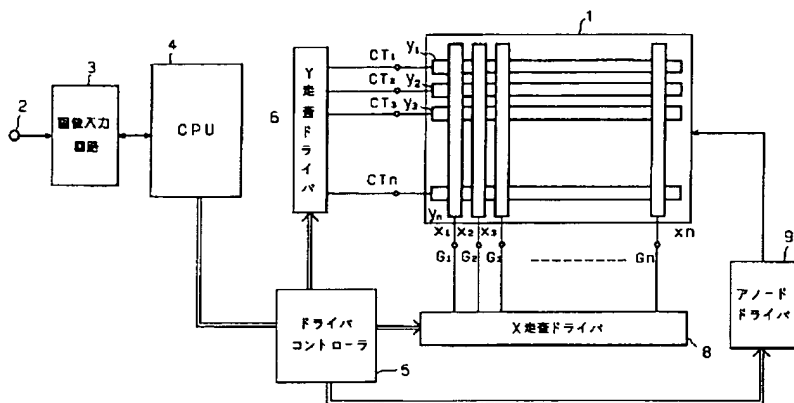 1
2
3
画像入力
回路
4
CPU
6
Y走査ドライバ
CT1
CT2
CT3
CTn
y1
y2
y3
yn
x1
x2
x3
xn
G1
G2
G3
Gn
ドライバ
コントローラ
5
X走査ドライバ
8
9
アノード
ドライバ